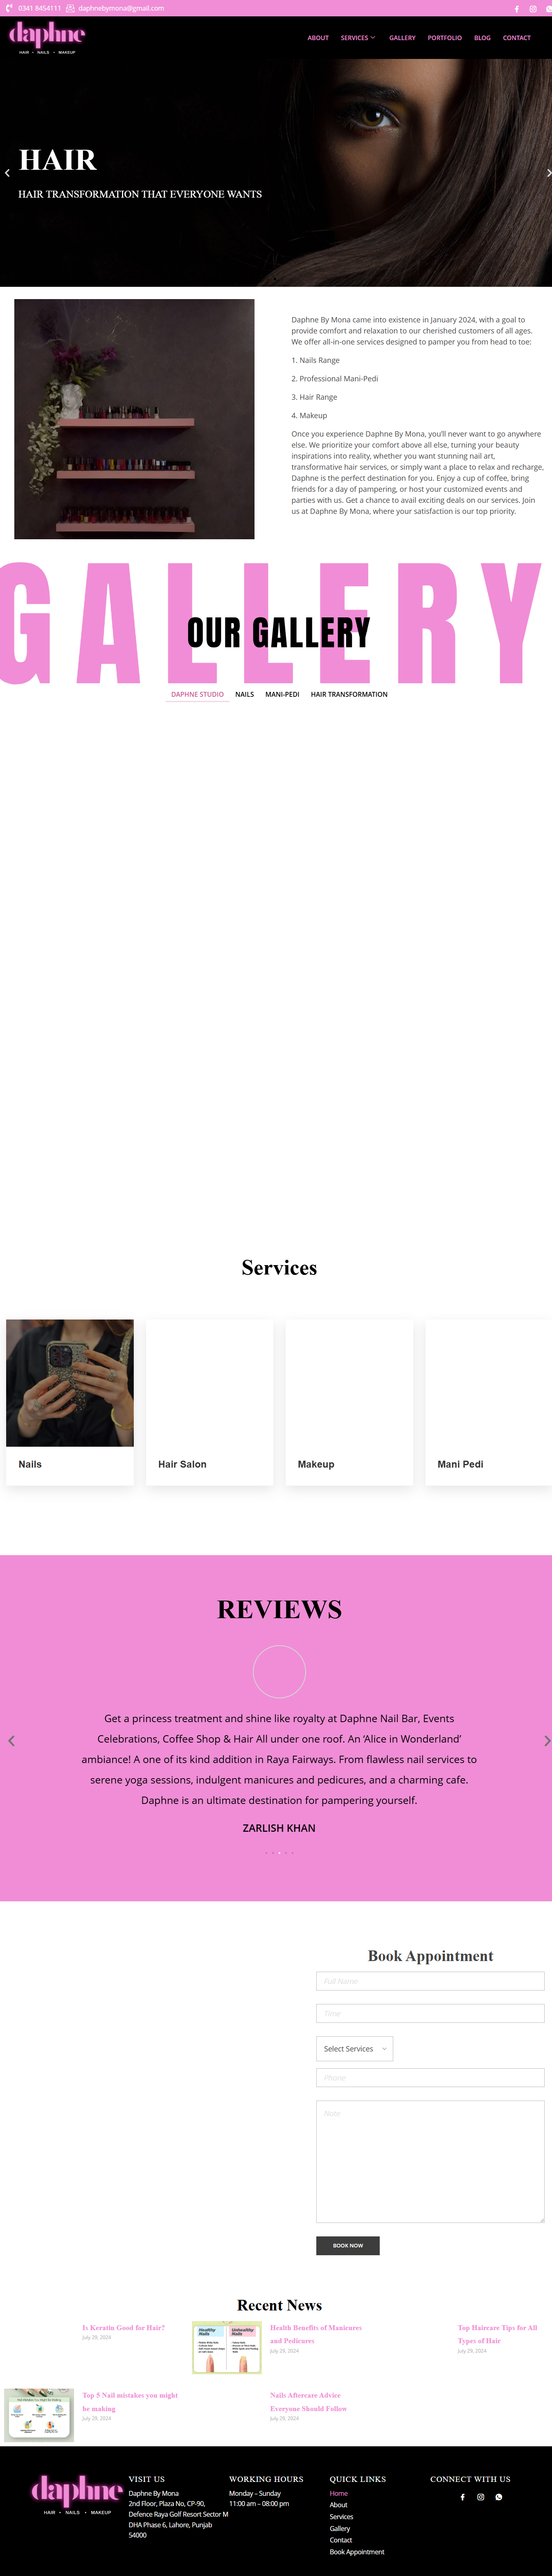 0341 8454111 daphnebymona@gmail.com
daphne
HAIR • NAILS • MAKEUP
ABOUT SERVICES GALLERY PORTFOLIO BLOG CONTACT
HAIR
HAIR TRANSFORMATION THAT EVERYONE WANTS
Daphne By Mona came into existence in January 2024, with a goal to
provide comfort and relaxation to our cherished customers of all ages.
We offer all-in-one services designed to pamper you from head to toe:
1. Nails Range
2. Professional Mani-Pedi
3. Hair Range
4. Makeup
Once you experience Daphne By Mona, you'll never want to go anywhere
else. We prioritize your comfort above all else, turning your beauty
inspirations into reality, whether you want stunning nail art,
transformative hair services, or simply want a place to relax and recharge,
Daphne is the perfect destination for you. Enjoy a cup of coffee, bring
friends for a day of pampering, or host your customized events and
parties with us. Get a chance to avail exciting deals on our services. Join
us at Daphne By Mona, where your satisfaction is our top priority.
GALLERY
OUR GALLERY
DAPHNE STUDIO NAILS MANI-PEDI HAIR TRANSFORMATION
Services
Nails
Hair Salon
Makeup
Mani Pedi
REVIEWS
Get a princess treatment and shine like royalty at Daphne Nail Bar, Events
Celebrations, Coffee Shop & Hair All under one roof. An 'Alice in Wonderland'
ambiance! A one of its kind addition in Raya Fairways. From flawless nail services to
serene yoga sessions, indulgent manicures and pedicures, and a charming cafe.
Daphne is an ultimate destination for pampering yourself.
ZARLISH KHAN
Book Appointment
Full Name
Time
Select Services
Phone
Note
BOOK NOW
Recent News
Is Keratin Good for Hair?
July 29, 2024
Healthy Nails
Unhealthy Nails
Health Benefits of Manicures
and Pedicures
July 29, 2024
Top Haircare Tips for All
Types of Hair
July 29, 2024
Top 5 Nail mistakes you might
be making
July 29, 2024
Nails Aftercare Advice
Everyone Should Follow
July 29, 2024
daphne
HAIR • NAILS • MAKEUP
VISIT US
Daphne By Mona
2nd Floor, Plaza No, CP-90,
Defence Raya Golf Resort Sector M
DHA Phase 6, Lahore, Punjab
54000
WORKING HOURS
Monday – Sunday
11:00 am – 08:00 pm
QUICK LINKS
Home
About
Services
Gallery
Contact
Book Appointment
CONNECT WITH US